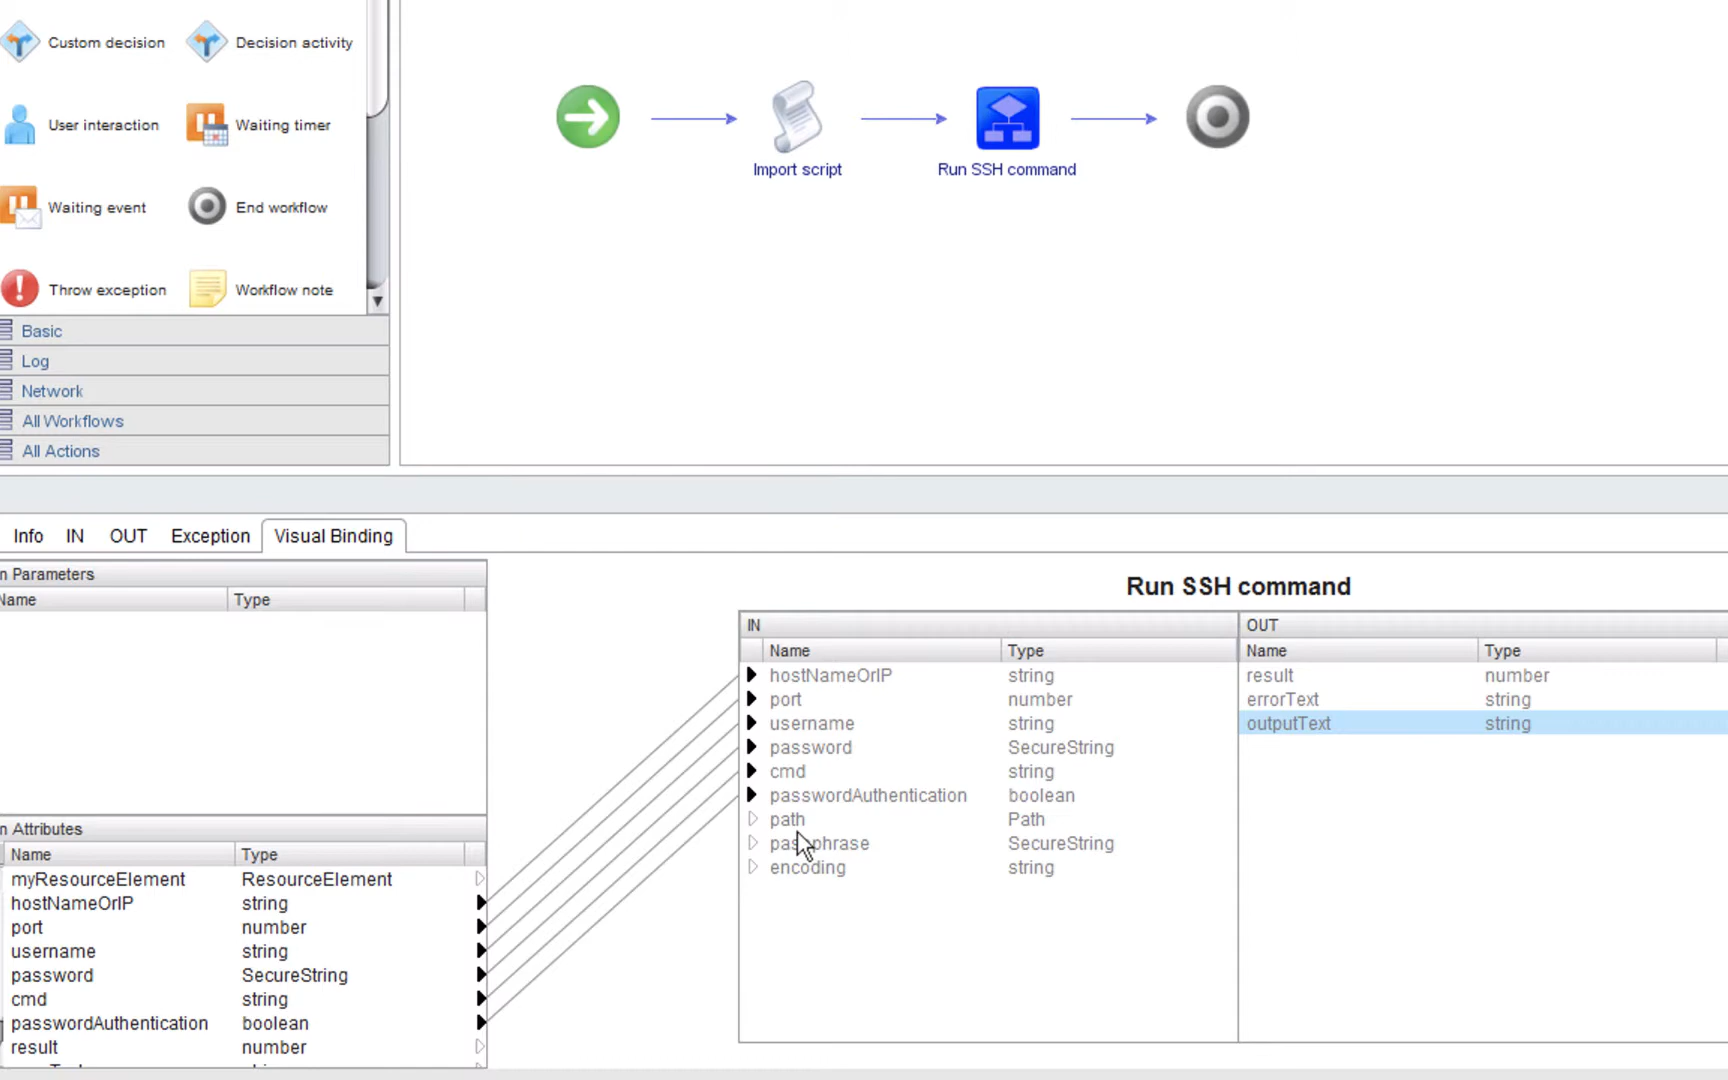 Custom decision
Decision activity
User interaction
Waiting timer
Waiting event
End workflow
Throw exception
Workflow note
Basic
Log
Network
All Workflows
All Actions
Import script
Run SSH command
Info IN OUT Exception Visual Binding
n Parameters
Name Type
n Attributes
Name Type
myResourceElement ResourceElement
hostNameOrIP string
port number
username string
password SecureString
cmd string
passwordAuthentication boolean
result number
Run SSH command
IN
Name Type
hostNameOrIP string
port number
username string
password SecureString
cmd string
passwordAuthentication boolean
path Path
passphrase SecureString
encoding string
OUT
Name Type
result number
errorText string
outputText string